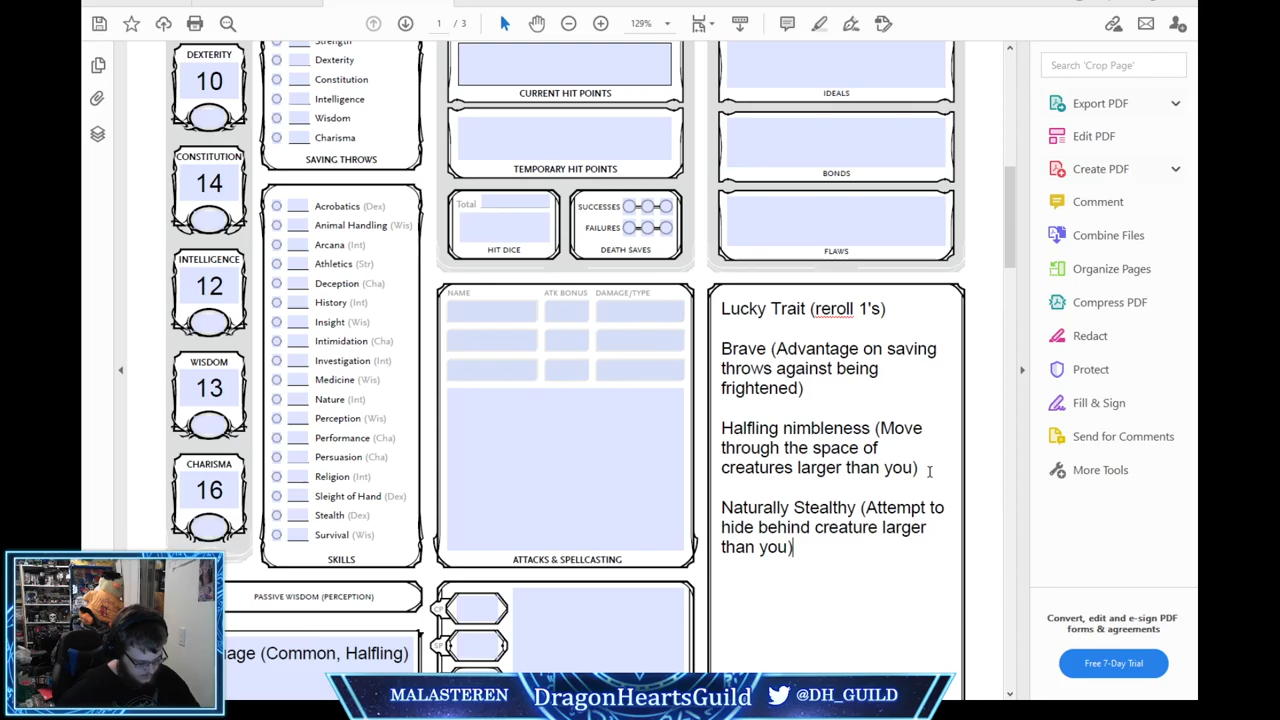 1 / 3
129%
DEXTERITY
10
CONSTITUTION
14
INTELLIGENCE
12
WISDOM
13
CHARISMA
16
Strength
Dexterity
Constitution
Intelligence
Wisdom
Charisma
SAVING THROWS
Acrobatics (Dex)
Animal Handling (Wis)
Arcana (Int)
Athletics (Str)
Deception (Cha)
History (Int)
Insight (Wis)
Intimidation (Cha)
Investigation (Int)
Medicine (Wis)
Nature (Int)
Perception (Wis)
Performance (Cha)
Persuasion (Cha)
Religion (Int)
Sleight of Hand (Dex)
Stealth (Dex)
Survival (Wis)
SKILLS
PASSIVE WISDOM (PERCEPTION)
(Common, Halfling)
CURRENT HIT POINTS
TEMPORARY HIT POINTS
Total
HIT DICE
SUCCESSES
FAILURES
DEATH SAVES
NAME ATK BONUS DAMAGE/TYPE
ATTACKS & SPELLCASTING
CP
SP
IDEALS
BONDS
FLAWS
Lucky Trait (reroll 1's)
Brave (Advantage on saving
throws against being
frightened)
Halfling nimbleness (Move
through the space of
creatures larger than you)
Naturally Stealthy (Attempt to
hide behind creature larger
than you)
Search 'Crop Page'
Export PDF
Edit PDF
Create PDF
Comment
Combine Files
Organize Pages
Compress PDF
Redact
Protect
Fill & Sign
Send for Comments
More Tools
Convert, edit and e-sign PDF
forms & agreements
Free 7-Day Trial
MALASTEREN DragonHeartsGuild @DH_GUILD